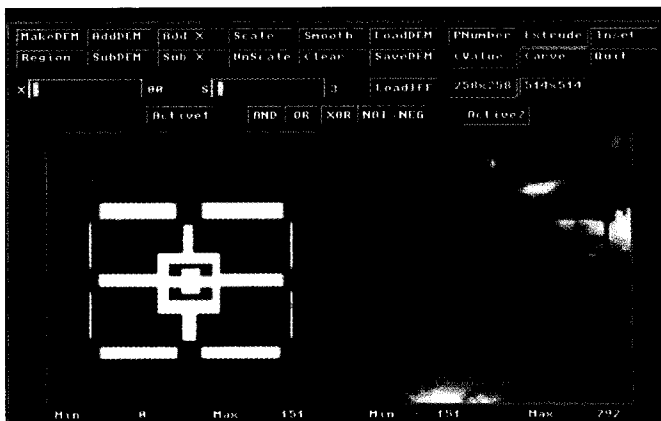 MakeDEM AddDEM Add X Scale Smooth LoadDEM PNumber Extrude Inset
Region SubDEM Sub X UnScale Clear SaveDEM cValue Carve Quit
X 00 S 3 LoadIFF 258x258 514x514
Active1 AND OR XOR NOT NEG Active2
Min 0 Max 151 Min 151 Max 292